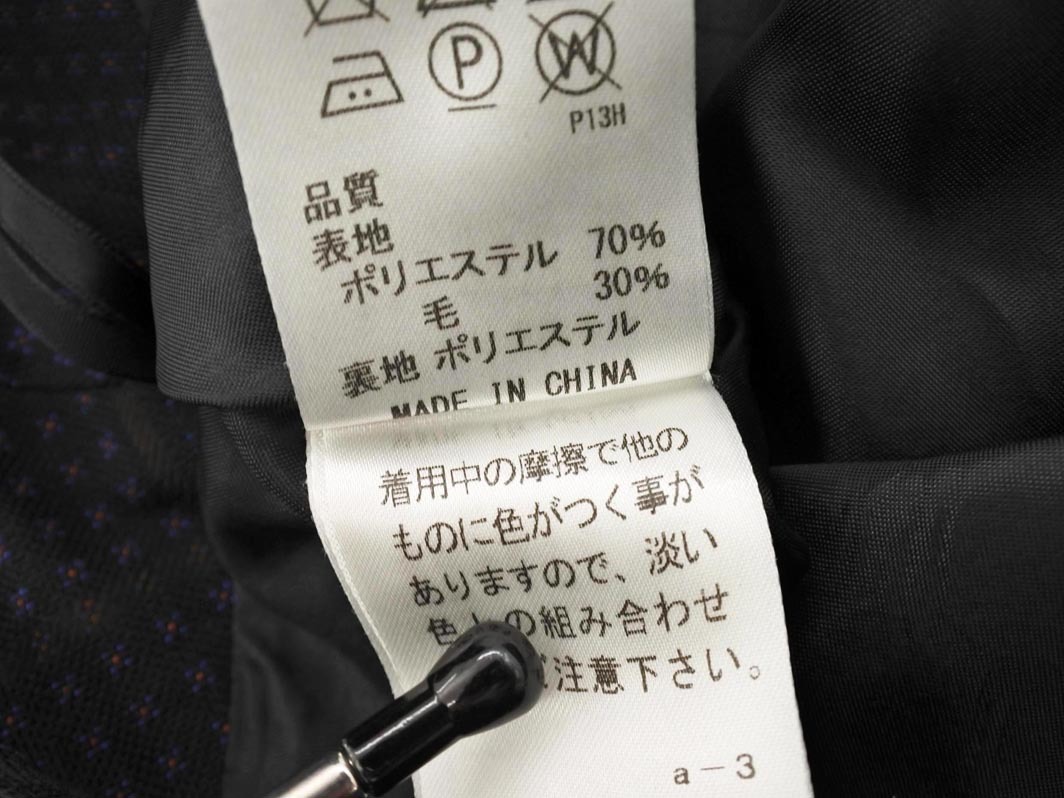 P
W
P13H
品質
表地
ポリエステル 70%
毛 30%
裏地 ポリエステル
MADE IN CHINA
着用中の摩擦で他の
ものに色がつく事が
ありますので、淡い
色との組み合わせ
ご注意下さい。
a-3